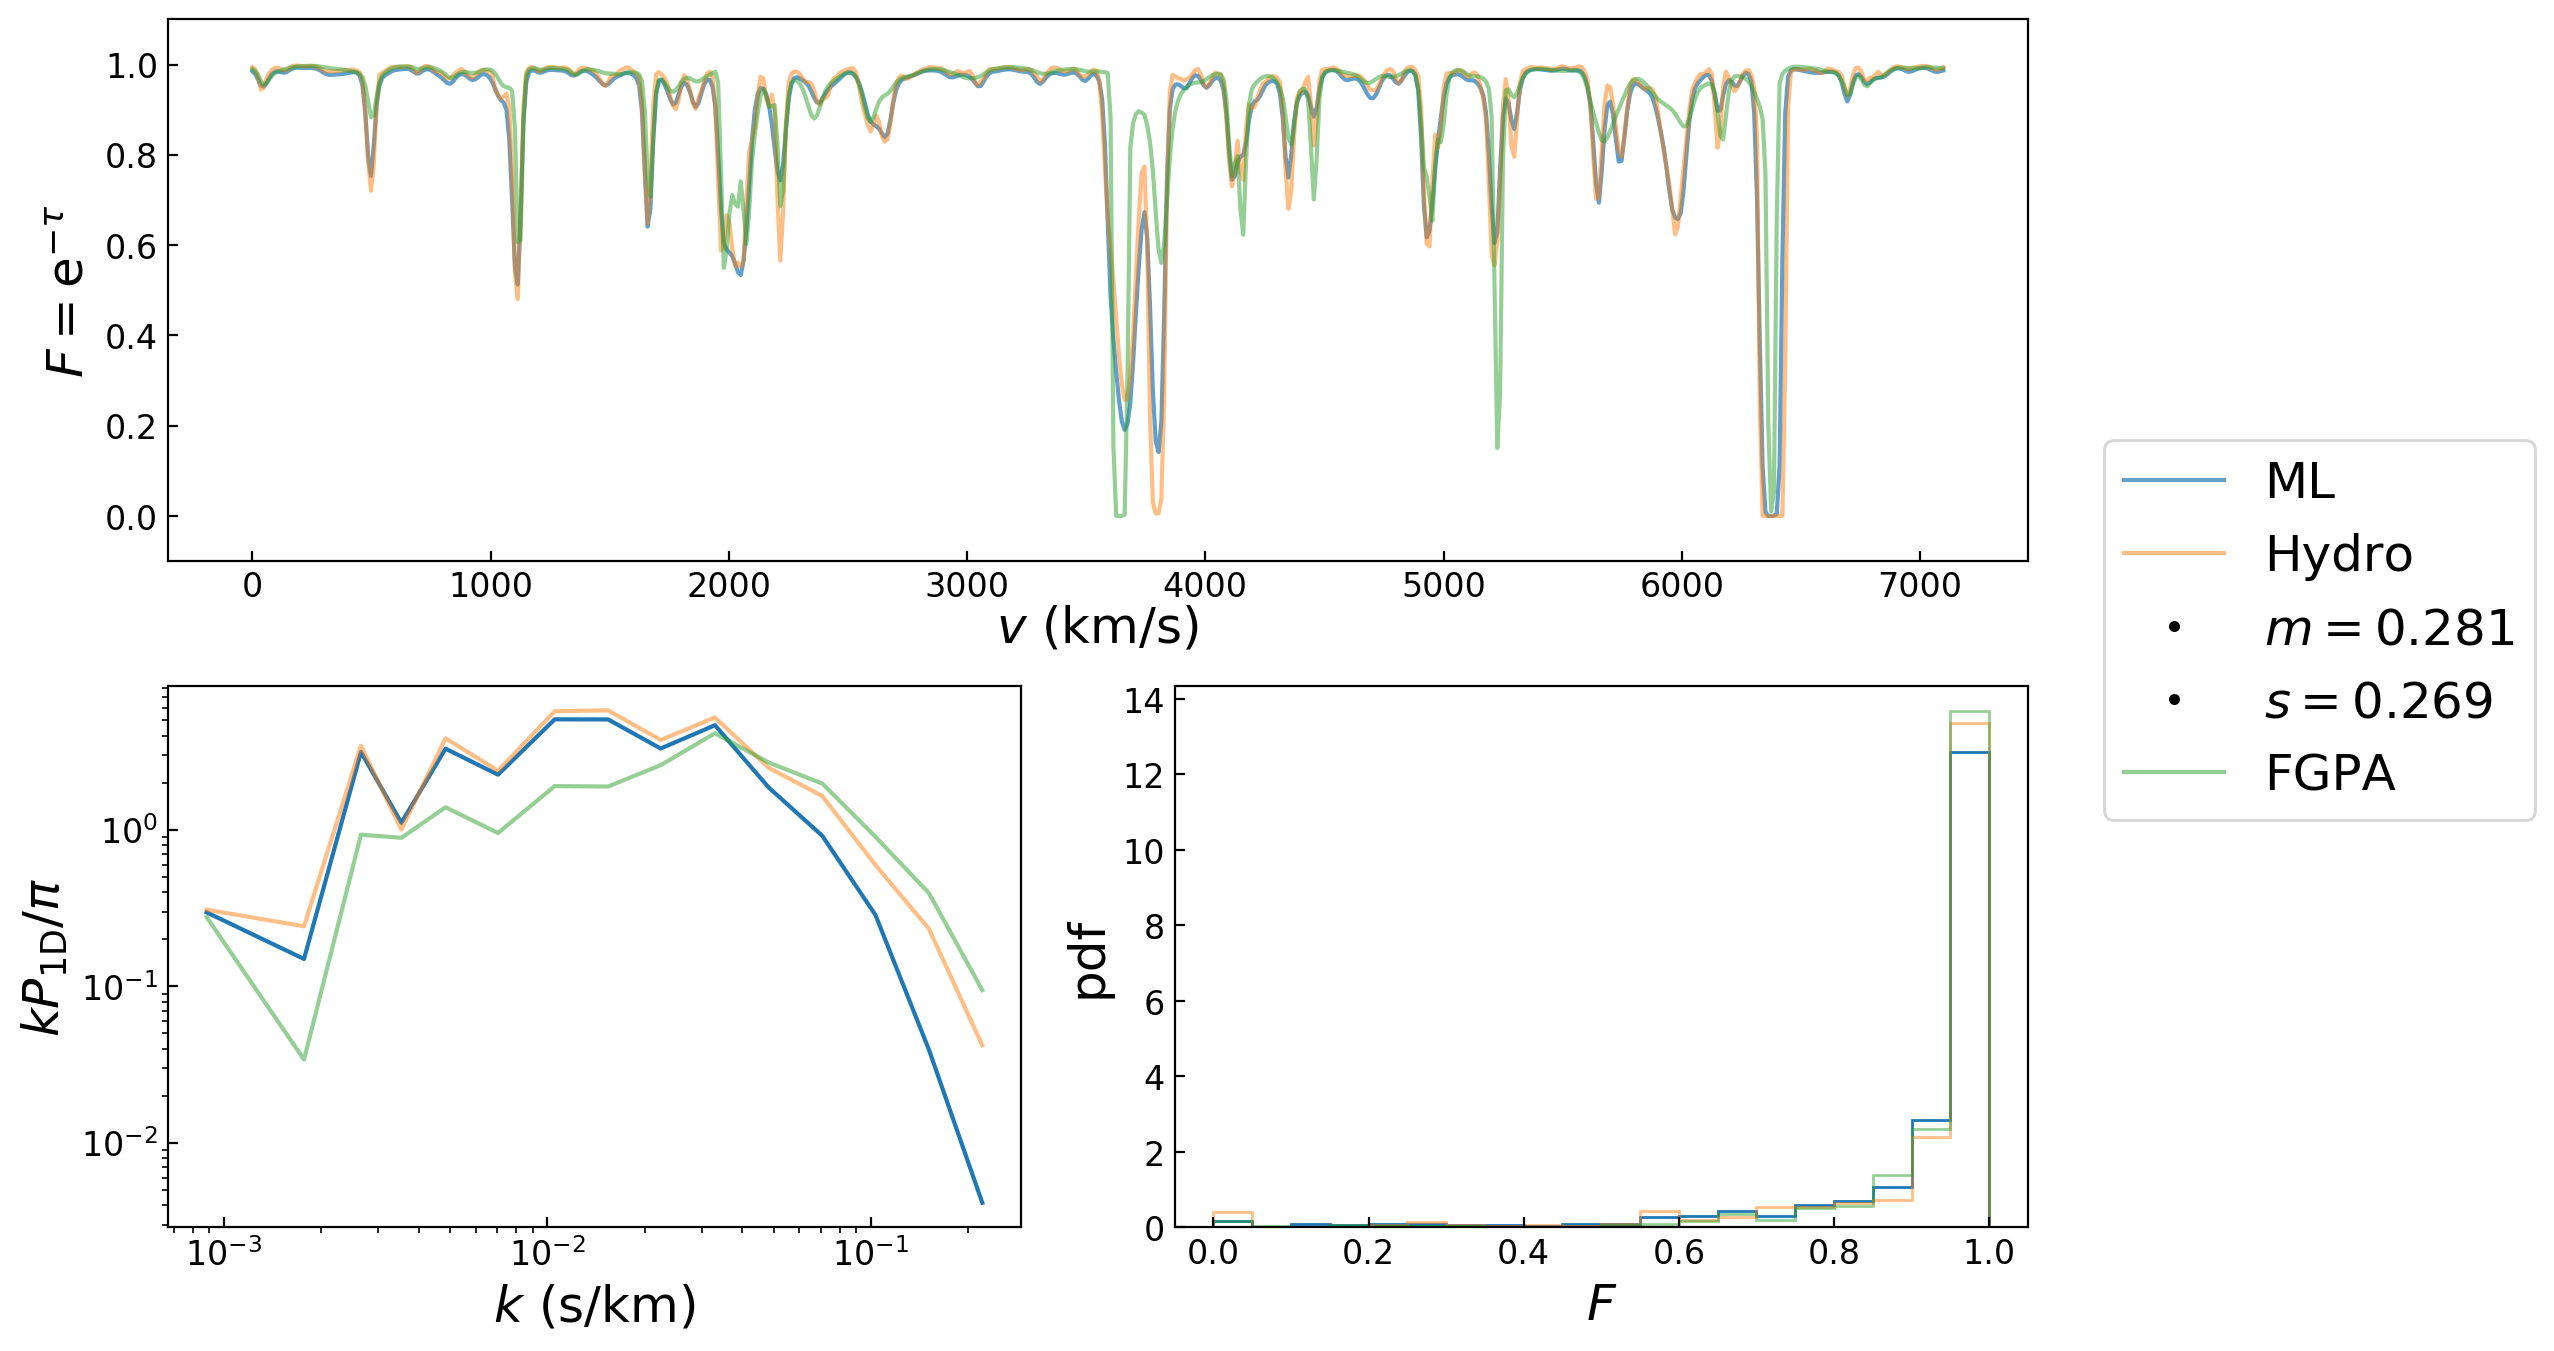 F = e^{−τ}
1.0
0.8
0.6
0.4
0.2
0.0
0 1000 2000 3000 4000 5000 6000 7000
v (km/s)
ML
Hydro
m = 0.281
s = 0.269
FGPA
kP_{1D}/π
10^0
10^{−1}
10^{−2}
10^{−3} 10^{−2} 10^{−1}
k (s/km)
pdf
14
12
10
8
6
4
2
0
0.0 0.2 0.4 0.6 0.8 1.0
F